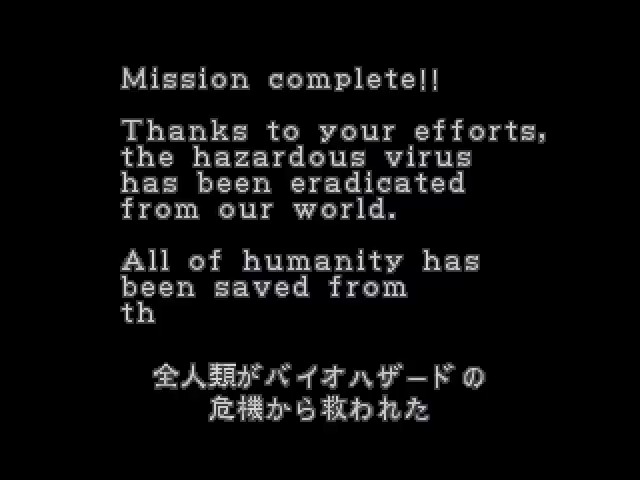 Mission complete!!
Thanks to your efforts,
the hazardous virus
has been eradicated
from our world.
All of humanity has
been saved from
th
全人類がバイオハザードの
危機から救われた